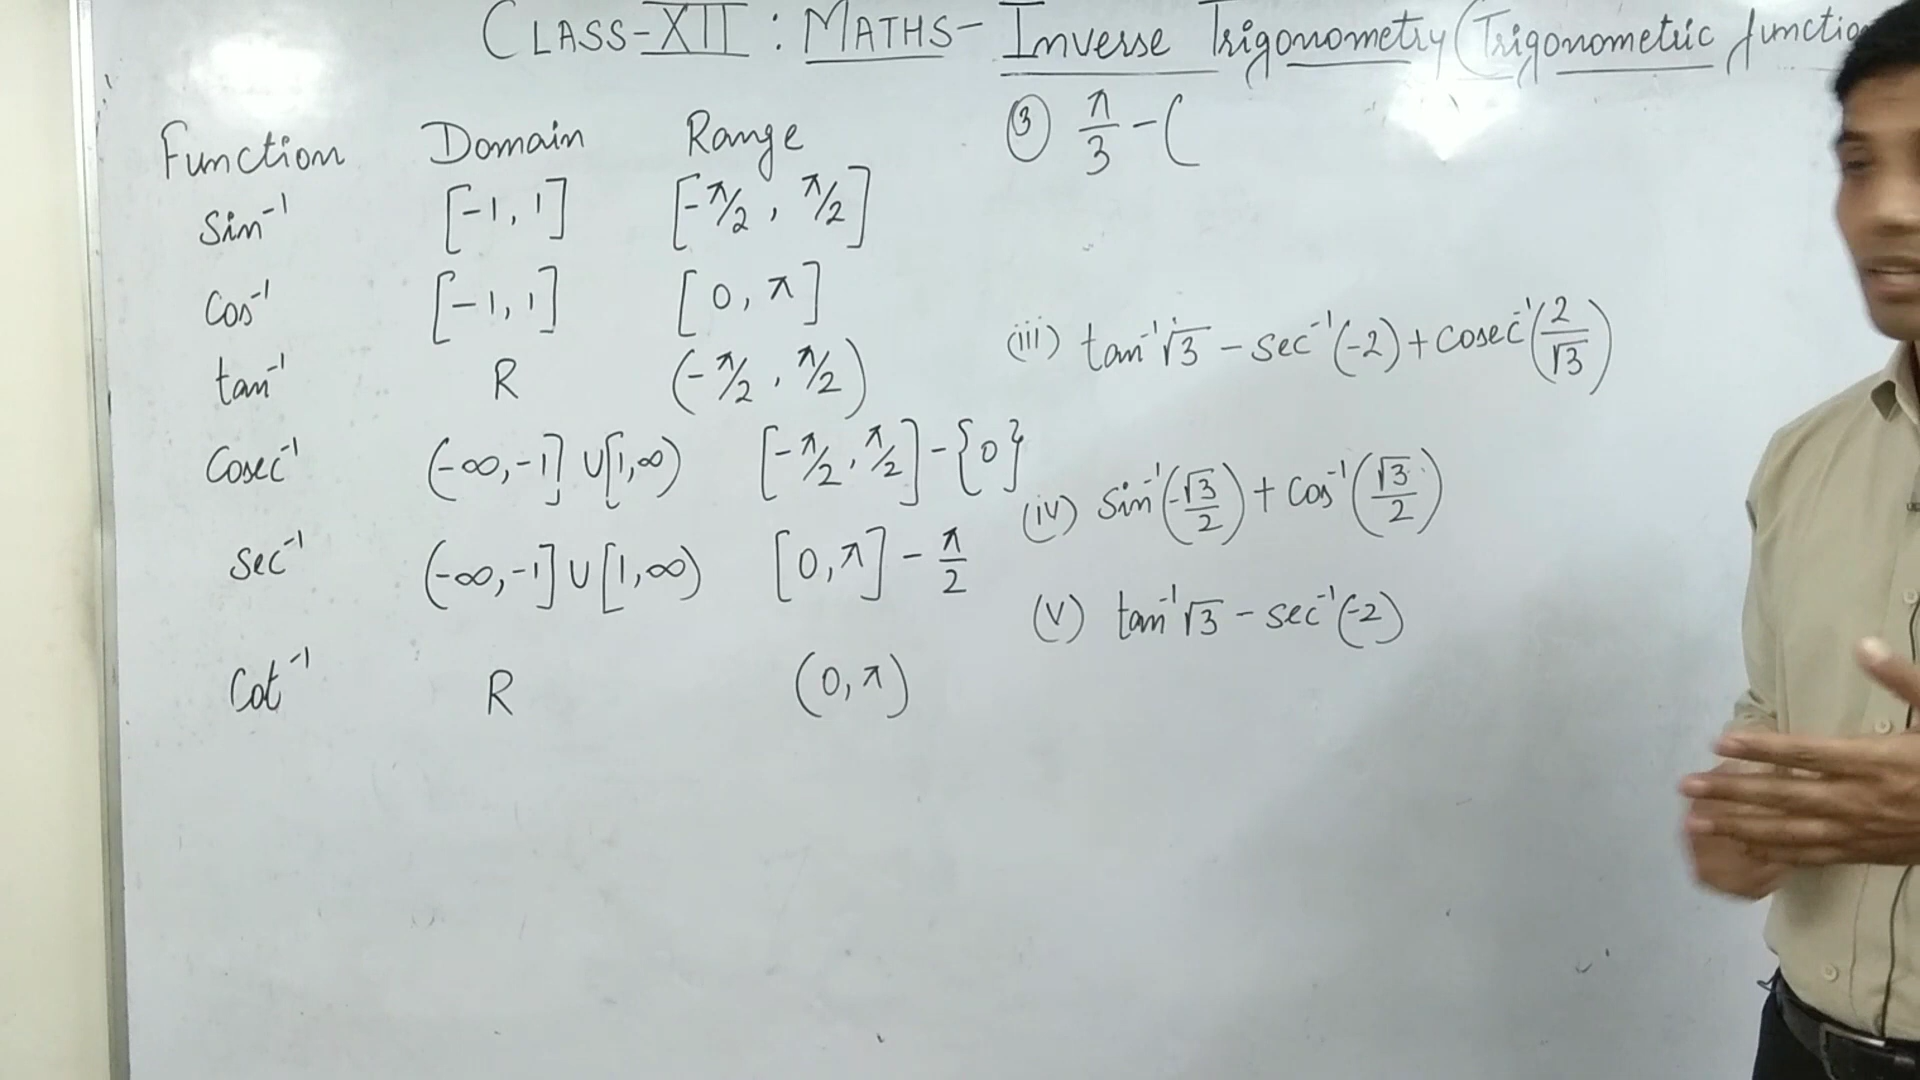 CLASS-XII : MATHS- Inverse Trigonometry (Trigonometric functio
Function Domain Range
Sin⁻¹ [-1, 1] [-π/2, π/2]
Cos⁻¹ [-1, 1] [0, π]
tan⁻¹ R (-π/2, π/2)
Cosec⁻¹ (-∞, -1] ∪ [1, ∞) [-π/2, π/2] - {0}
Sec⁻¹ (-∞, -1] ∪ [1, ∞) [0, π] - π/2
Cot⁻¹ R (0, π)
③ π/3 - (
(iii) tan⁻¹√3 - sec⁻¹(-2) + cosec⁻¹(2/√3)
(iv) Sin⁻¹(-√3/2) + Cos⁻¹(√3/2)
(V) tan⁻¹√3 - sec⁻¹(-2)